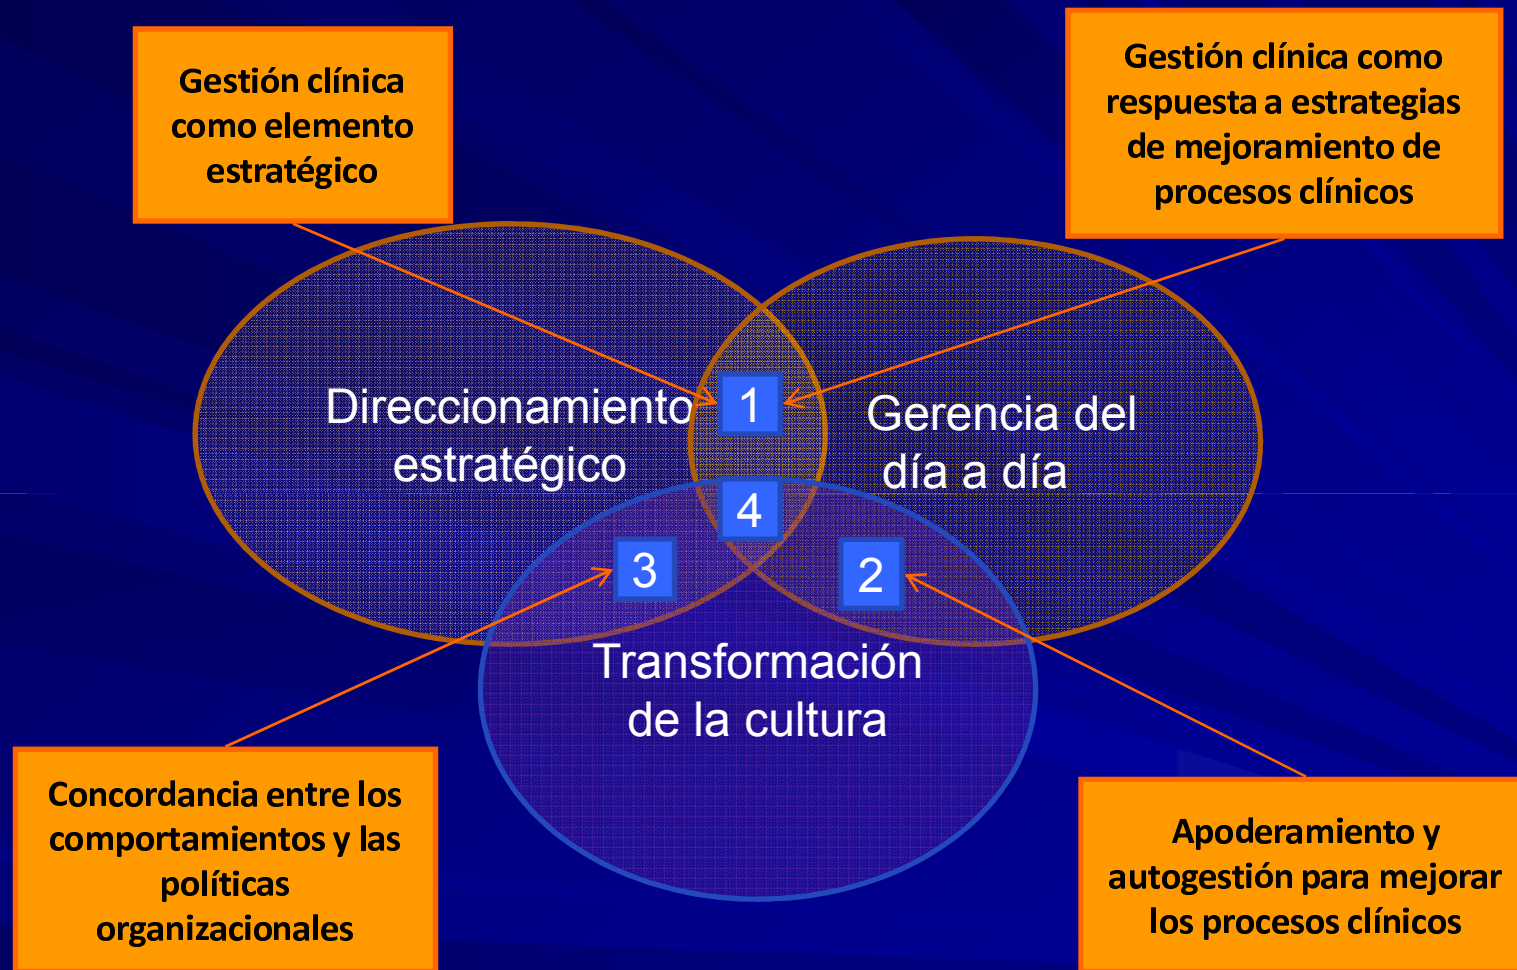 Gestión clínica
como elemento
estratégico
Gestión clínica como
respuesta a estrategias
de mejoramiento de
procesos clínicos
Direccionamiento
estratégico
1
Gerencia del
día a día
4
3
2
Transformación
de la cultura
Concordancia entre los
comportamientos y las
políticas
organizacionales
Apoderamiento y
autogestión para mejorar
los procesos clínicos